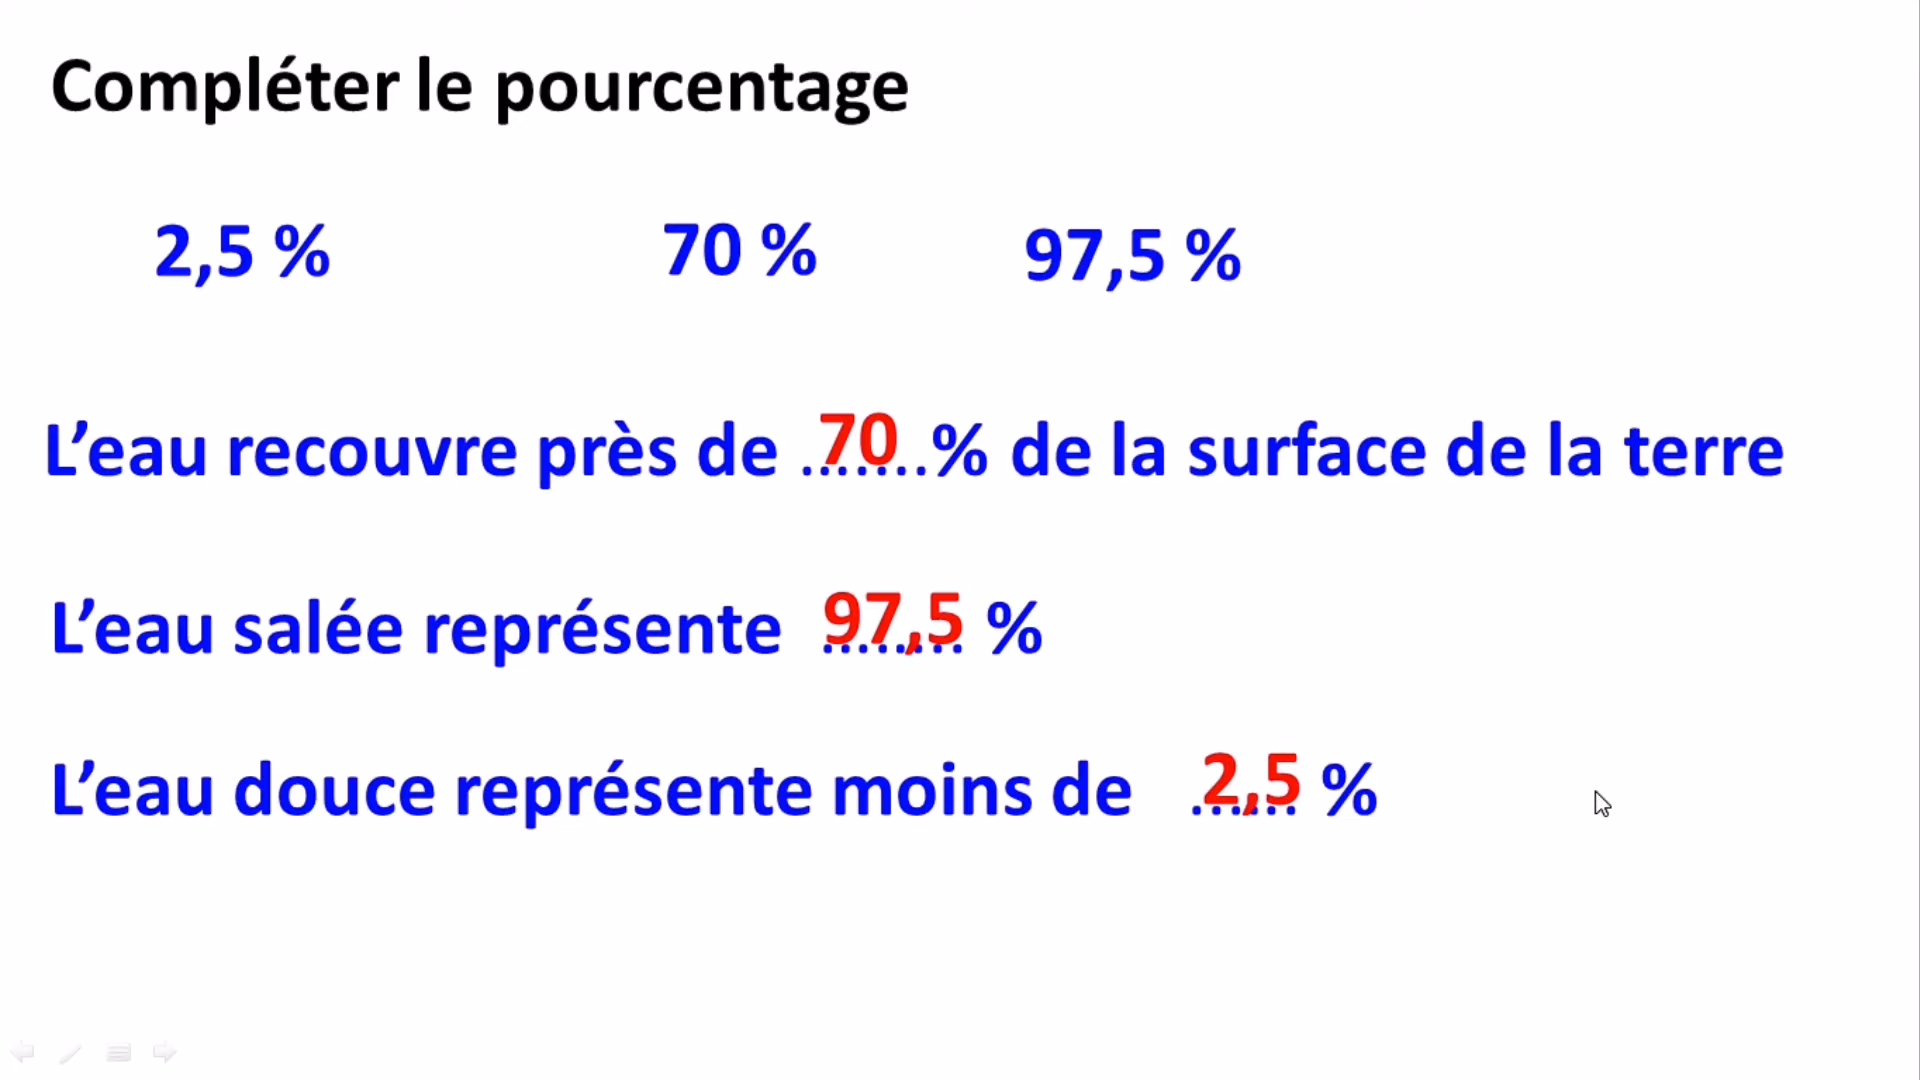 Compléter le pourcentage
2,5 % 70 % 97,5 %
L’eau recouvre près de ..70...% de la surface de la terre
L’eau salée représente 97,5 %
L’eau douce représente moins de 2,5 %